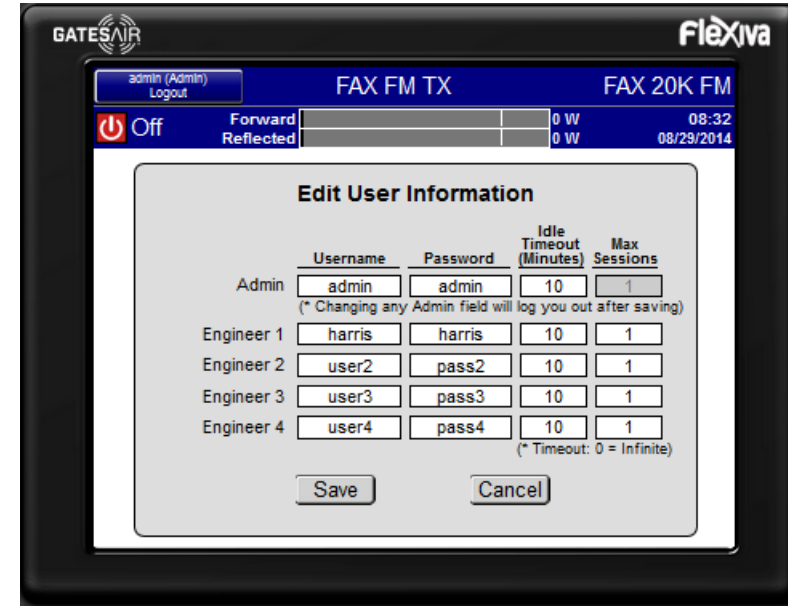 GATESAIR
Flexiva
admin (Admin)
Logout
FAX FM TX
FAX 20K FM
Off
Forward
0 W
08:32
Reflected
0 W
08/29/2014
Edit User Information
Username
Password
Idle
Timeout
(Minutes)
Max
Sessions
Admin admin admin 10 1
(* Changing any Admin field will log you out after saving)
Engineer 1 harris harris 10 1
Engineer 2 user2 pass2 10 1
Engineer 3 user3 pass3 10 1
Engineer 4 user4 pass4 10 1
(* Timeout: 0 = Infinite)
Save Cancel